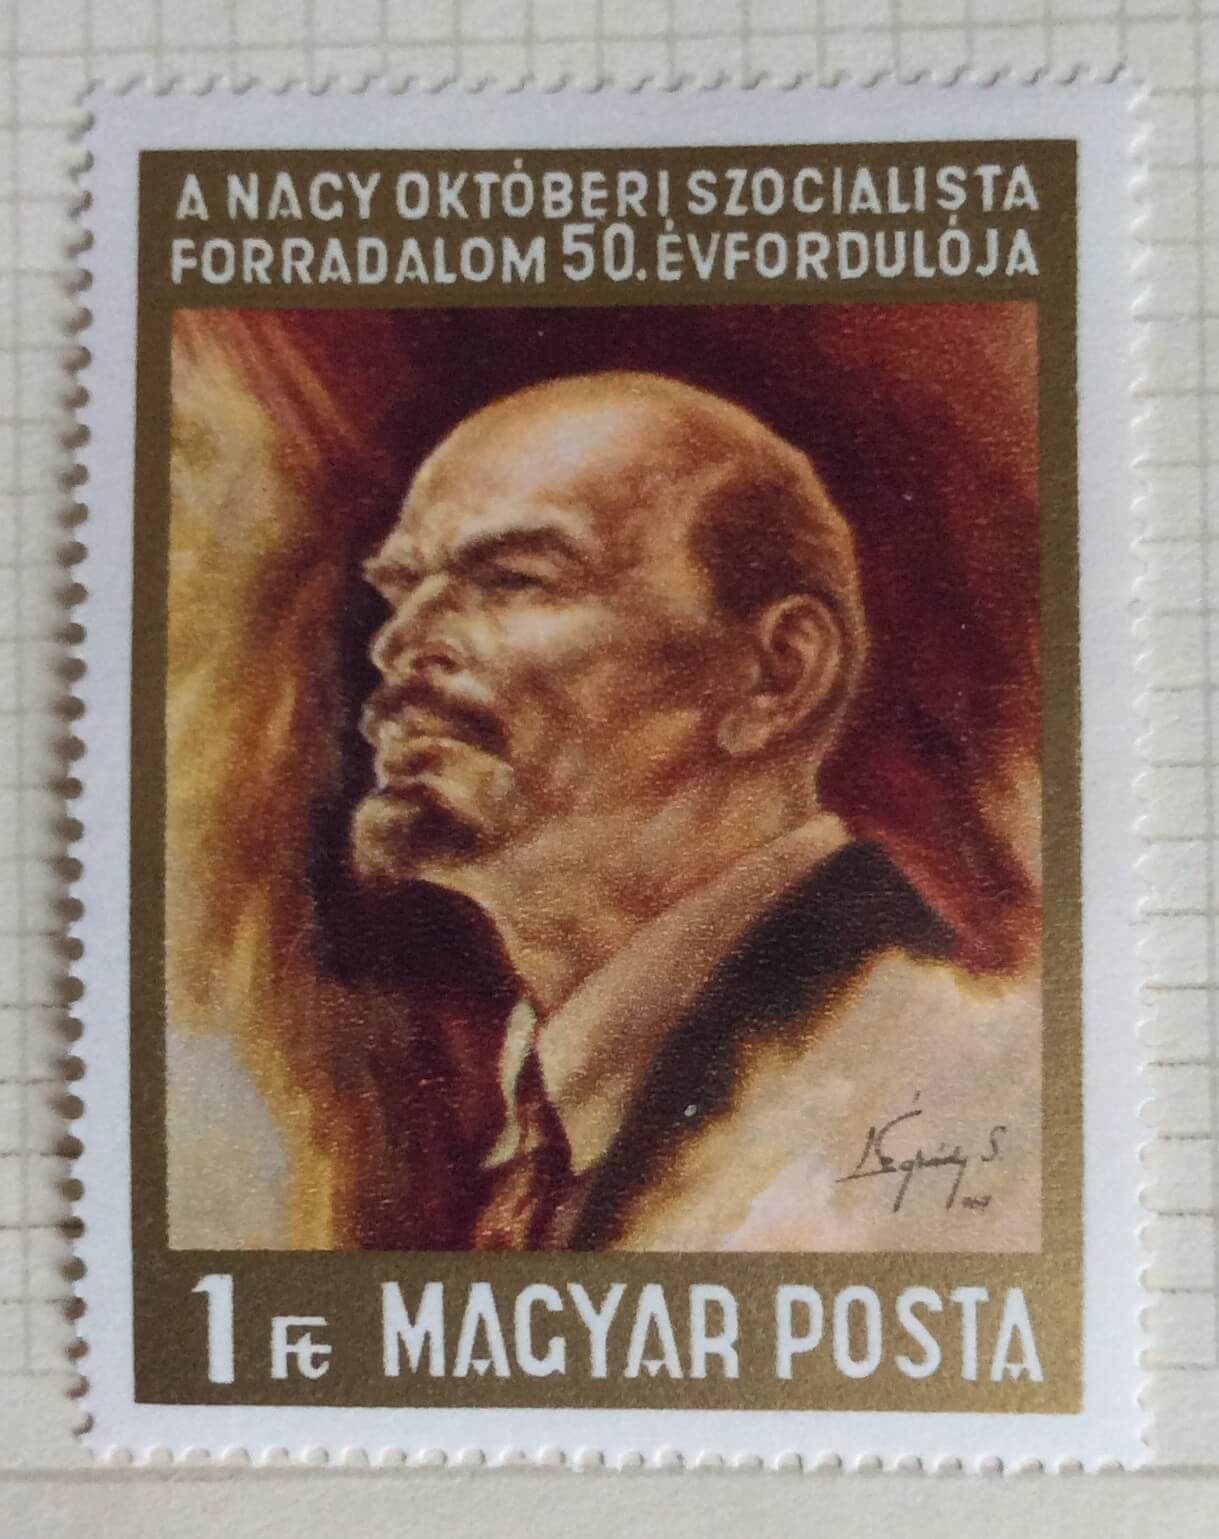 A NAGY OKTÓBERI SZOCIALISTA
FORRADALOM 50. ÉVFORDULÓJA
1 Ft MAGYAR POSTA